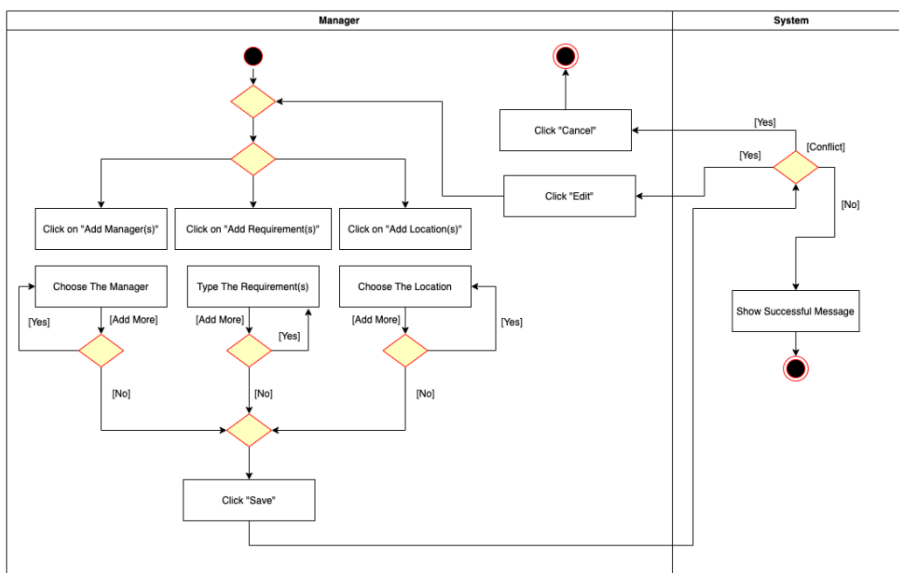 Manager
System
Click "Cancel"
[Yes]
[Conflict]
[Yes]
Click "Edit"
[No]
Click on "Add Manager(s)"
Click on "Add Requirement(s)"
Click on "Add Location(s)"
Choose The Manager
Type The Requirement(s)
Choose The Location
[Yes]
[Add More]
[Add More]
[Yes]
[Add More]
[Yes]
Show Successful Message
[No]
[No]
[No]
Click "Save"